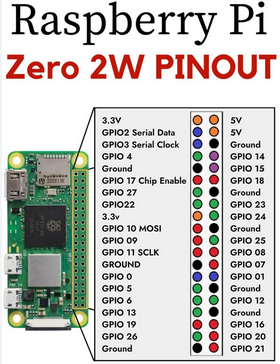 Raspberry Pi
Zero 2W PINOUT
3.3V 5V
GPIO2 Serial Data 5V
GPIO3 Serial Clock Ground
GPIO 4 GPIO 14
Ground GPIO 15
GPIO 17 Chip Enable GPIO 18
GPIO 27 Ground
GPIO22 GPIO 23
3.3v GPIO 24
GPIO 10 MOSI Ground
GPIO 09 GPIO 25
GPIO 11 SCLK GPIO 08
GROUND GPIO 07
GPIO 0 GPIO 01
GPIO 5 Ground
GPIO 6 GPIO 12
GPIO 13 Ground
GPIO 19 GPIO 16
GPIO 26 GPIO 20
Ground GPIO 21